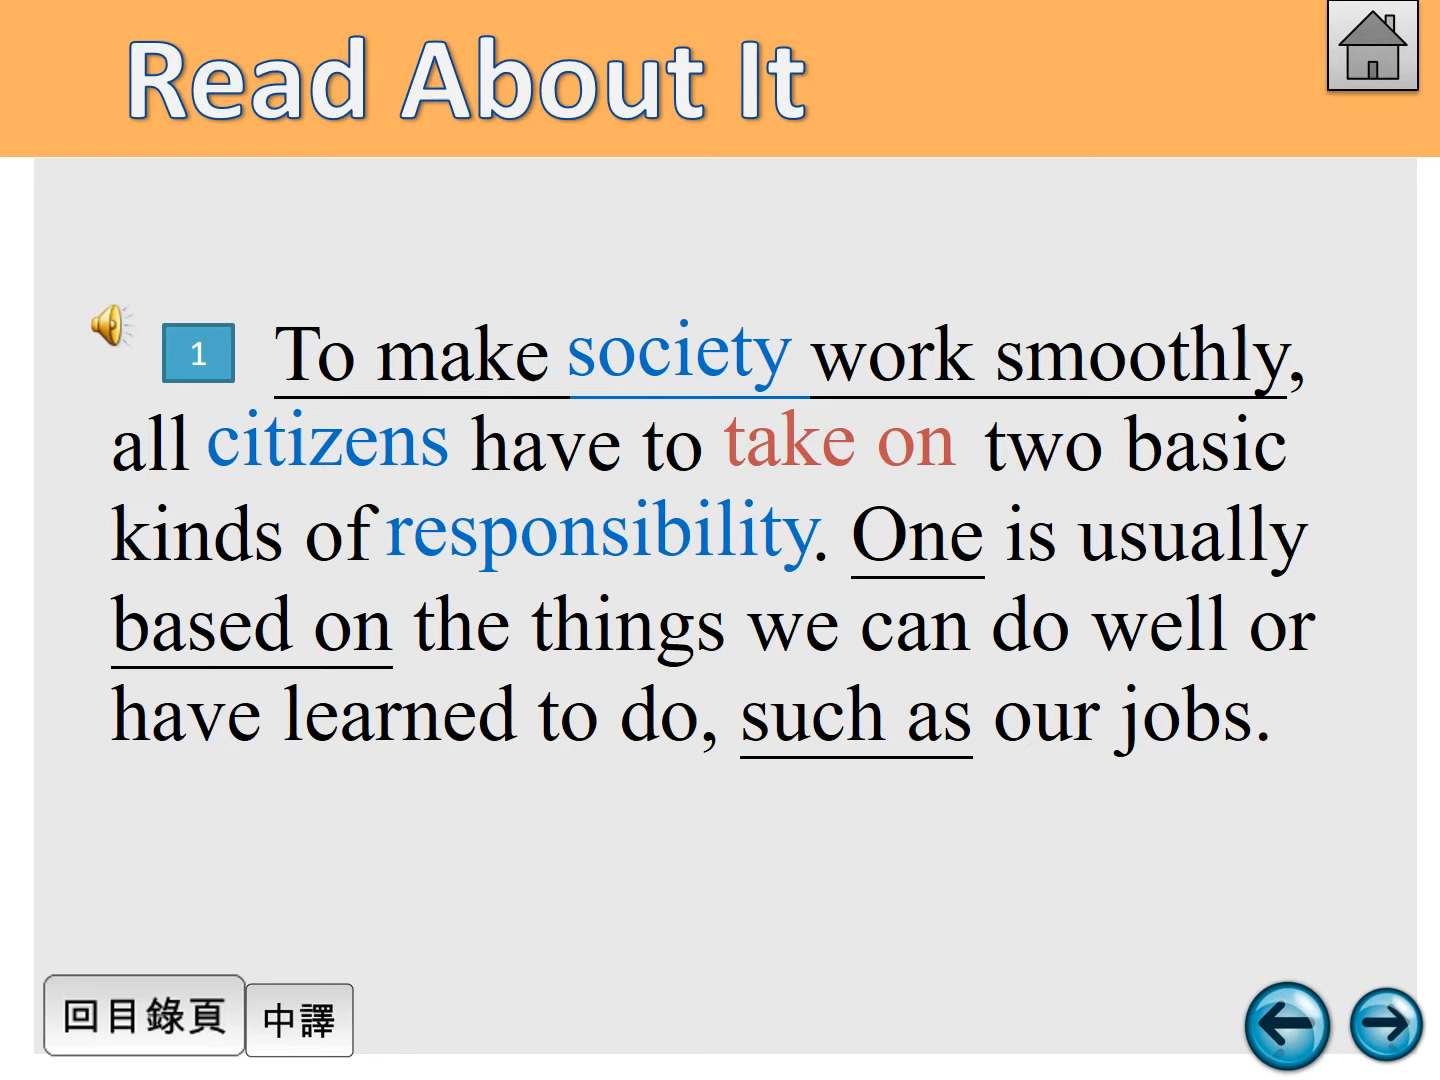 Read About It
1 To make society work smoothly,
all citizens have to take on two basic
kinds of responsibility. One is usually
based on the things we can do well or
have learned to do, such as our jobs.
回目錄頁 中譯